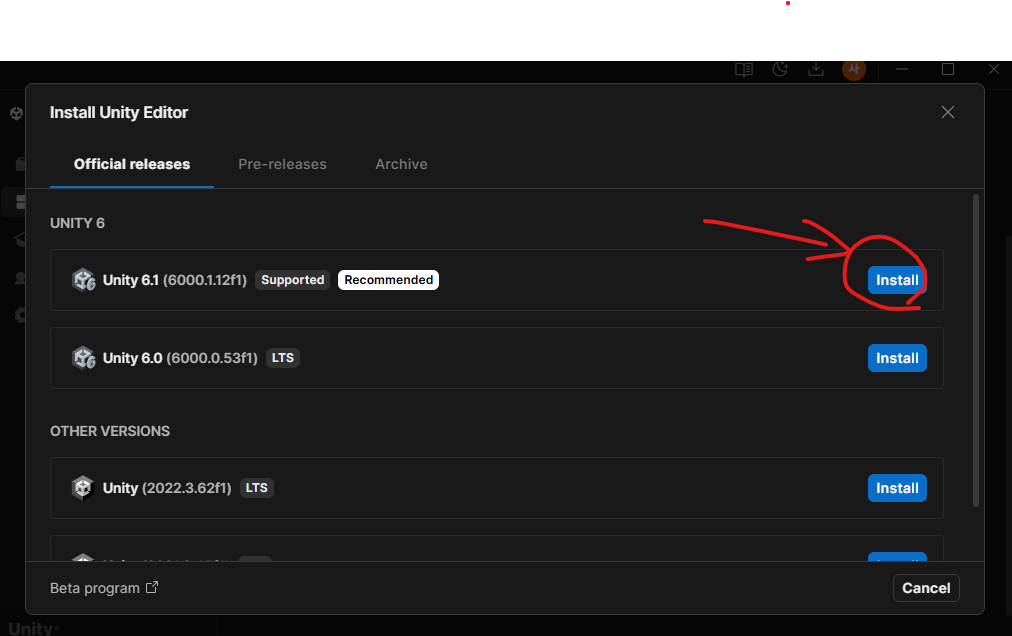 사
Install Unity Editor
Official releases Pre-releases Archive
UNITY 6
Unity 6.1 (6000.1.12f1) Supported Recommended Install
Unity 6.0 (6000.0.53f1) LTS Install
OTHER VERSIONS
Unity (2022.3.62f1) LTS Install
Beta program Cancel
Unity